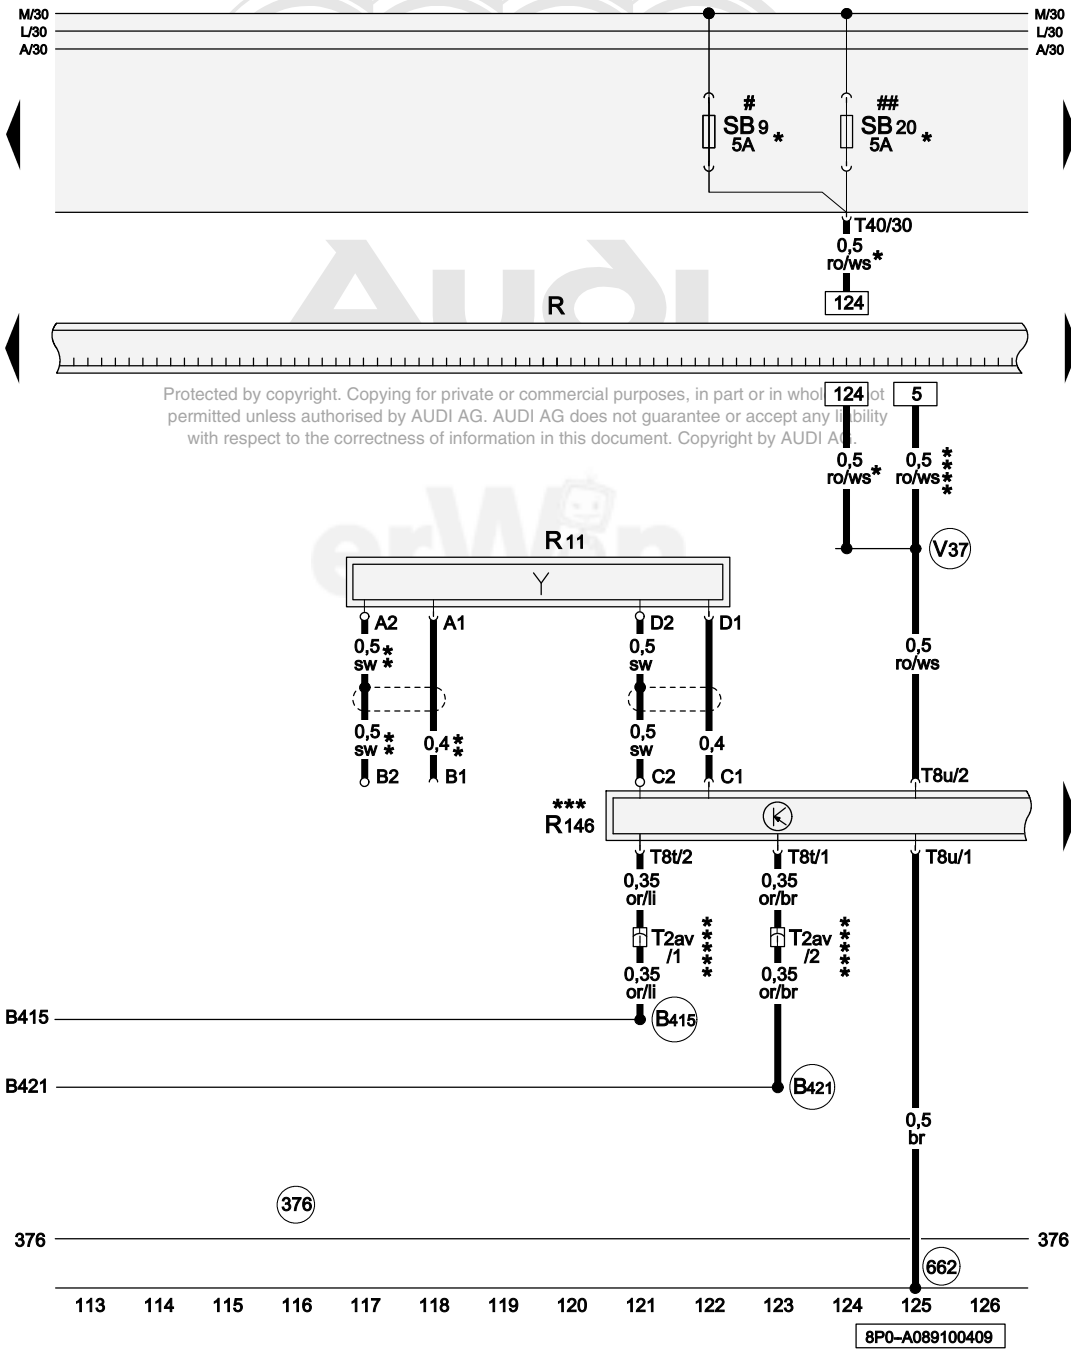 M/30 M/30
L/30 L/30
A/30 A/30
# ##
SB 9 * SB 20 *
5A 5A
T40/30
0,5
ro/ws*
124
Audi
R
124 5
Protected by copyright. Copying for private or commercial purposes, in part or in whole, is not
permitted unless authorised by AUDI AG. AUDI AG does not guarantee or accept any liability
with respect to the correctness of information in this document. Copyright by AUDI AG.
0,5 0,5
ro/ws* ro/ws ****
erWin
R 11 V37
A2 A1 D2 D1
0,5 0,5 0,5
sw ** sw ro/ws
0,5 0,4 ** 0,5 0,4
sw ** sw
B2 B1 C2 C1 T8u/2
***
R146
T8t/2 T8t/1 T8u/1
0,35 0,35
or/li or/br
T2av /1 ***** T2av /2 *****
0,35 0,35
or/li or/br
B415 B415
B421 B421
0,5
br
376
376 376
662
113 114 115 116 117 118 119 120 121 122 123 124 125 126
8P0-A089100409